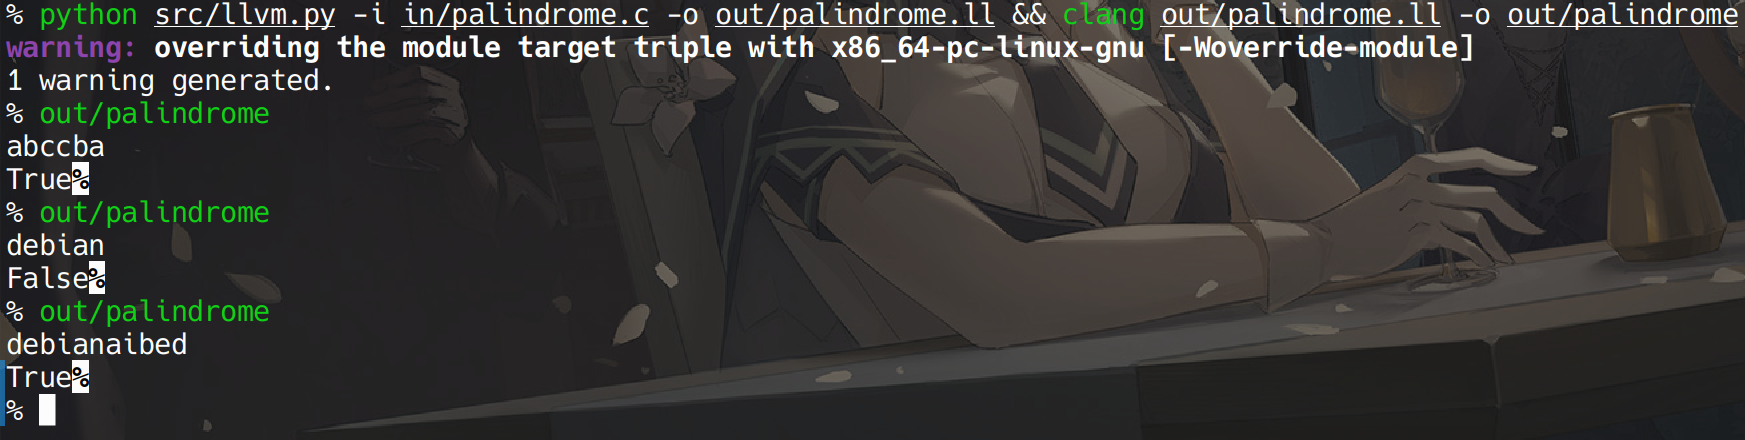 % python src/llvm.py -i in/palindrome.c -o out/palindrome.ll && clang out/palindrome.ll -o out/palindrome
warning: overriding the module target triple with x86_64-pc-linux-gnu [-Woverride-module]
1 warning generated.
% out/palindrome
abccba
True%
% out/palindrome
debian
False%
% out/palindrome
debianaibed
True%
%